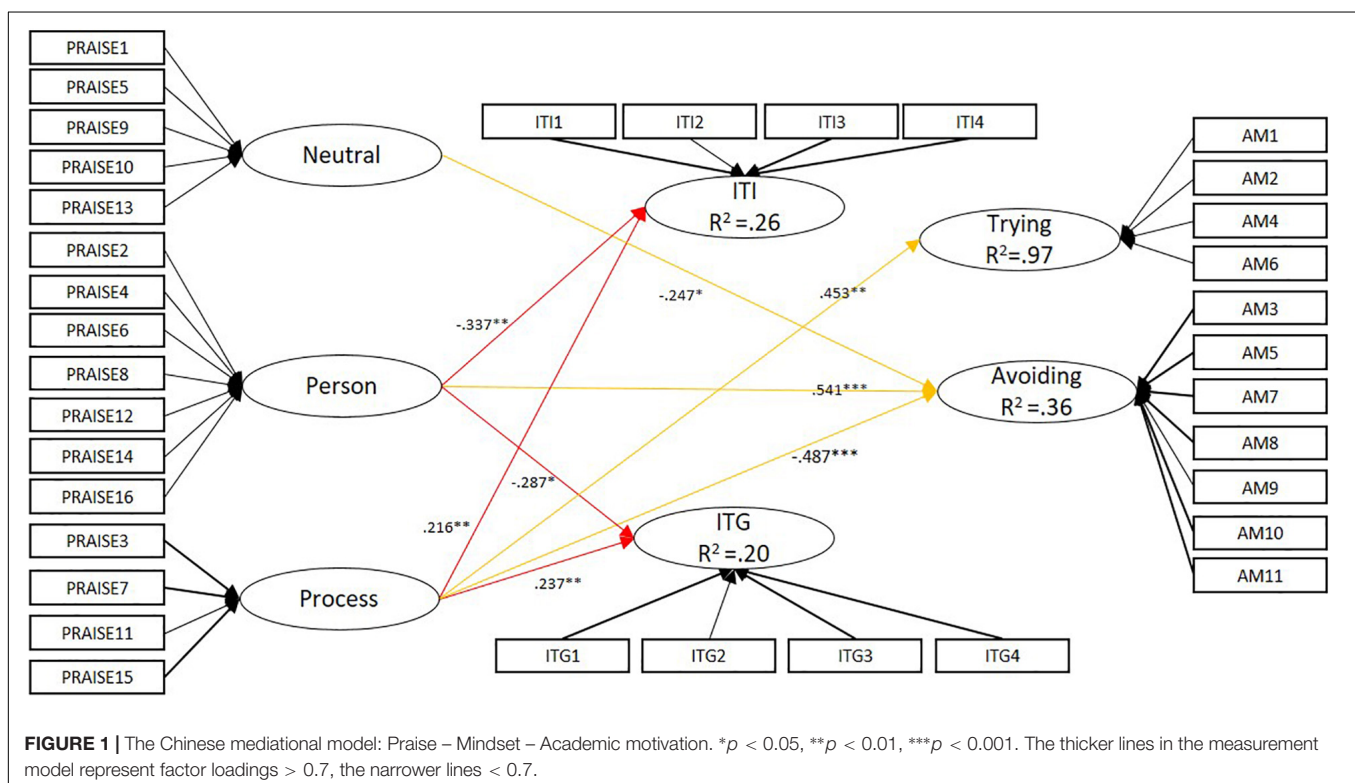 PRAISE1
PRAISE5
PRAISE9
PRAISE10
PRAISE13
PRAISE2
PRAISE4
PRAISE6
PRAISE8
PRAISE12
PRAISE14
PRAISE16
PRAISE3
PRAISE7
PRAISE11
PRAISE15
Neutral
Person
Process
ITI1
ITI2
ITI3
ITI4
ITI
R² =.26
-.247*
.453**
-.337**
.541***
-.487***
-.287*
.216**
.237**
ITG
R² =.20
ITG1
ITG2
ITG3
ITG4
Trying
R²=.97
Avoiding
R² =.36
AM1
AM2
AM4
AM6
AM3
AM5
AM7
AM8
AM9
AM10
AM11
FIGURE 1 | The Chinese mediational model: Praise – Mindset – Academic motivation. *p < 0.05, **p < 0.01, ***p < 0.001. The thicker lines in the measurement
model represent factor loadings > 0.7, the narrower lines < 0.7.